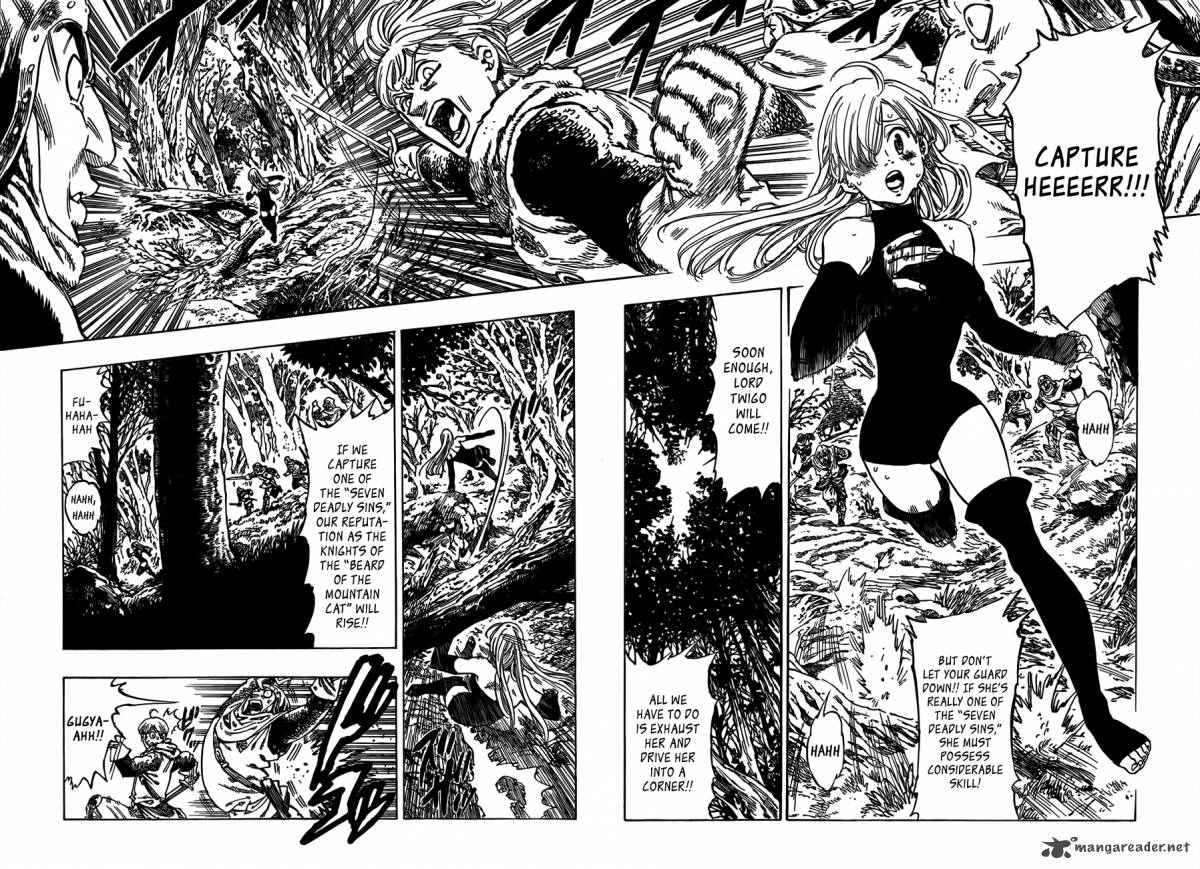 CAPTURE
HEEEERR!!!
HAHH
BUT DON'T
LET YOUR GUARD
DOWN!! IF SHE'S
REALLY ONE OF
THE "SEVEN
DEADLY SINS,"
SHE MUST
POSSESS
CONSIDERABLE
SKILL!
HAHH
SOON
ENOUGH,
LORD
TWIGO
WILL
COME!!
ALL WE
HAVE TO DO
IS EXHAUST
HER AND
DRIVE HER
INTO A
CORNER!!
IF WE
CAPTURE
ONE OF
THE "SEVEN
DEADLY SINS,"
OUR REPUTA-
TION AS THE
KNIGHTS OF
THE "BEARD
OF THE
MOUNTAIN
CAT" WILL
RISE!!
FU-
HAHA-
HAH
HAHH,
HAHH
GUGYA-
AHH!!
mangareader.net